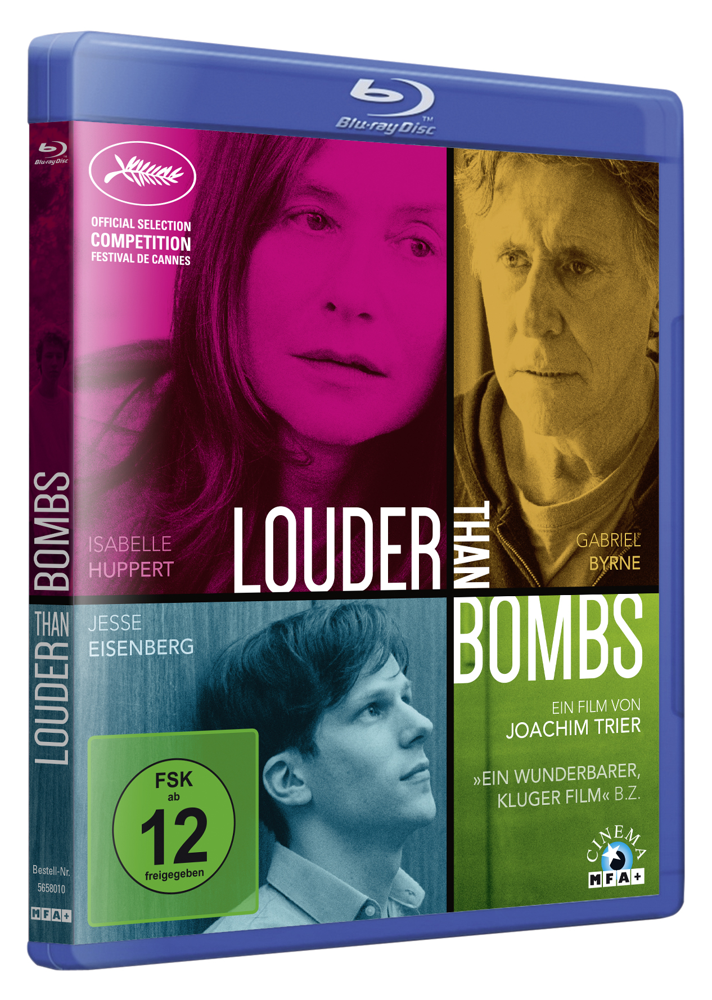 Blu-ray Disc™
Blu-ray Disc™
LOUDER THAN BOMBS
Bestell-Nr.
5658010
MFA+
OFFICIAL SELECTION
COMPETITION
FESTIVAL DE CANNES
ISABELLE
HUPPERT
GABRIEL
BYRNE
LOUDER
THAN
BOMBS
JESSE
EISENBERG
EIN FILM VON
JOACHIM TRIER
»EIN WUNDERBARER,
KLUGER FILM« B.Z.
FSK
ab
12
freigegeben
CINEMA
MFA+